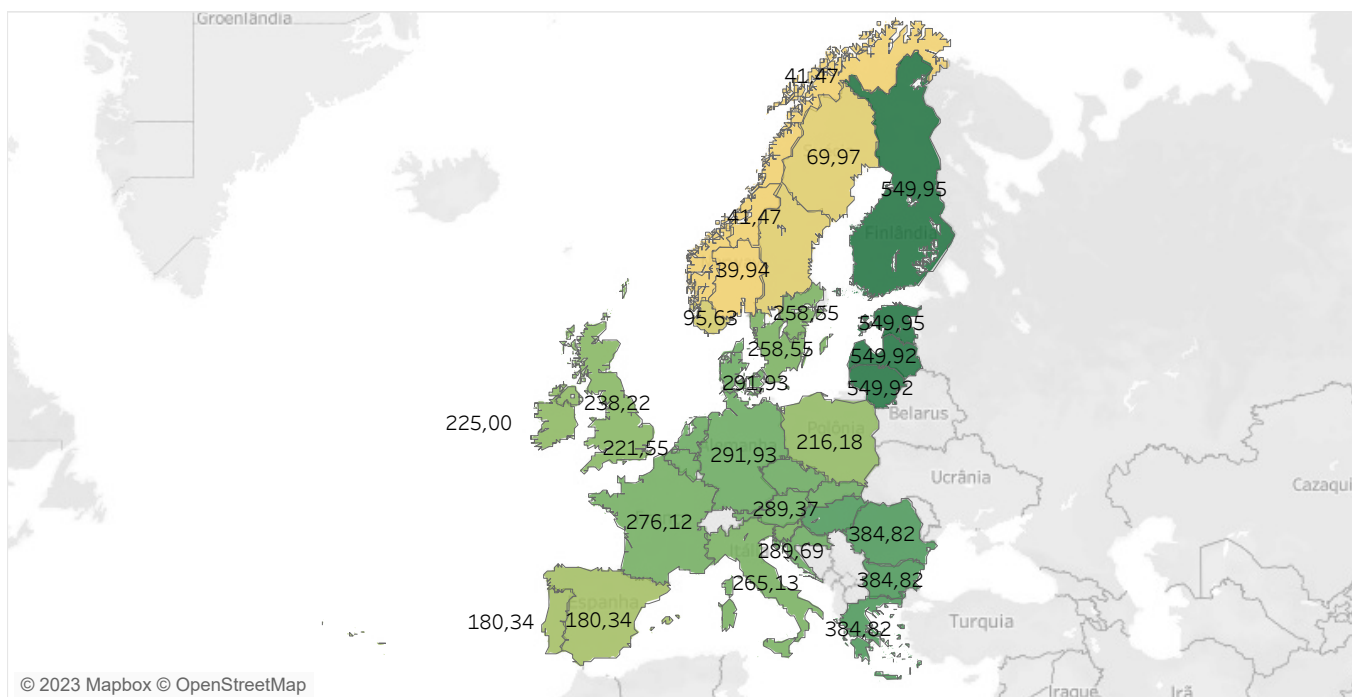 Groenlândia
41,47
69,97
549,95
41,47
Finlândia
39,94
95,63
258,55
549,95
258,55
549,92
291,93
549,92
238,22
Belarus
225,00
221,55
Polônia
216,18
291,93
Ucrânia
Cazaqui
276,12
289,37
384,82
289,69
265,13
384,82
Espanha
180,34
180,34
384,82
Turquia
Iraque
Irã
© 2023 Mapbox © OpenStreetMap